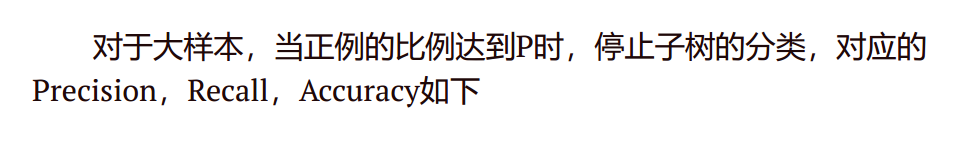 对于大样本，当正例的比例达到P时，停止子树的分类，对应的
Precision，Recall，Accuracy如下